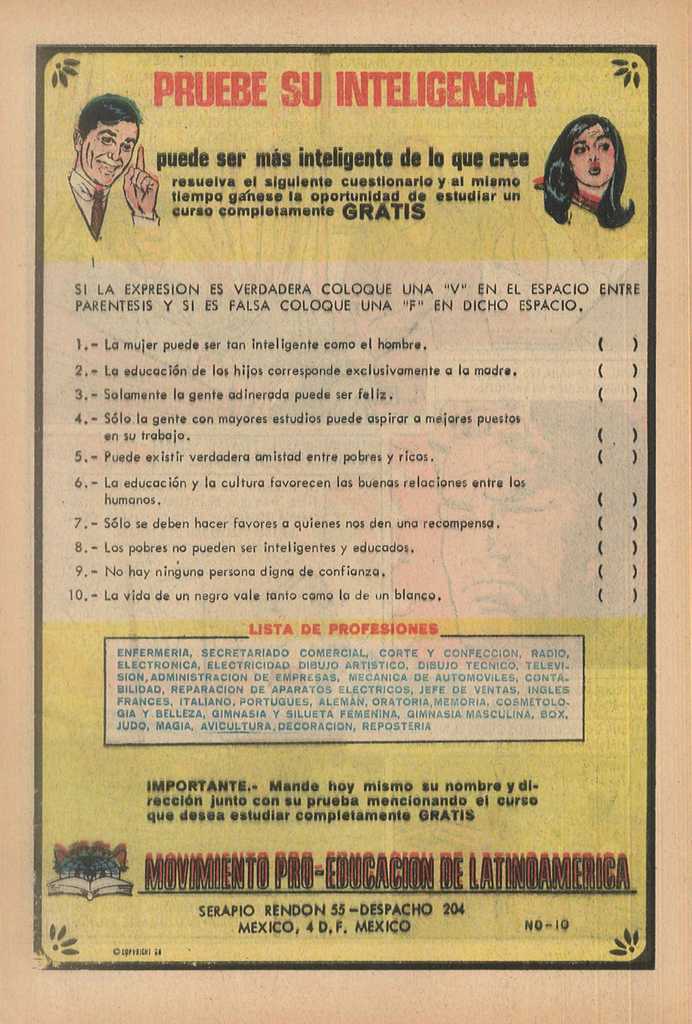 PRUEBE SU INTELIGENCIA
puede ser más inteligente de lo que cree
resuelva el siguiente cuestionario y al mismo
tiempo gánese la oportunidad de estudiar un
curso completamente GRATIS
SI LA EXPRESION ES VERDADERA COLOQUE UNA "V" EN EL ESPACIO ENTRE
PARENTESIS Y SI ES FALSA COLOQUE UNA "F" EN DICHO ESPACIO.
1.- La mujer puede ser tan inteligente como el hombre. ( )
2.- La educación de los hijos corresponde exclusivamente a la madre. ( )
3.- Solamente la gente adinerada puede ser feliz. ( )
4.- Sólo la gente con mayores estudios puede aspirar a mejores puestos
en su trabajo. ( )
5.- Puede existir verdadera amistad entre pobres y ricos. ( )
6.- La educación y la cultura favorecen las buenas relaciones entre los
humanos. ( )
7.- Sólo se deben hacer favores a quienes nos den una recompensa. ( )
8.- Los pobres no pueden ser inteligentes y educados. ( )
9.- No hay ninguna persona digna de confianza. ( )
10.- La vida de un negro vale tanto como la de un blanco. ( )
LISTA DE PROFESIONES
ENFERMERIA, SECRETARIADO COMERCIAL, CORTE Y CONFECCION, RADIO,
ELECTRONICA, ELECTRICIDAD DIBUJO ARTISTICO, DIBUJO TECNICO, TELEVI-
SION, ADMINISTRACION DE EMPRESAS, MECANICA DE AUTOMOVILES, CONTA-
BILIDAD, REPARACION DE APARATOS ELECTRICOS, JEFE DE VENTAS, INGLES
FRANCES, ITALIANO, PORTUGUES, ALEMÁN, ORATORIA, MEMORIA, COSMETOLO-
GIA Y BELLEZA, GIMNASIA Y SILUETA FEMENINA, GIMNASIA MASCULINA, BOX,
JUDO, MAGIA, AVICULTURA, DECORACION, REPOSTERIA
IMPORTANTE.- Mande hoy mismo su nombre y di-
rección junto con su prueba mencionando el curso
que desea estudiar completamente GRATIS
MOVIMIENTO PRO-EDUCACION DE LATINOAMERICA
SERAPIO RENDON 55 - DESPACHO 204
MEXICO, 4 D.F. MEXICO
NO-10
© COPYRIGHT